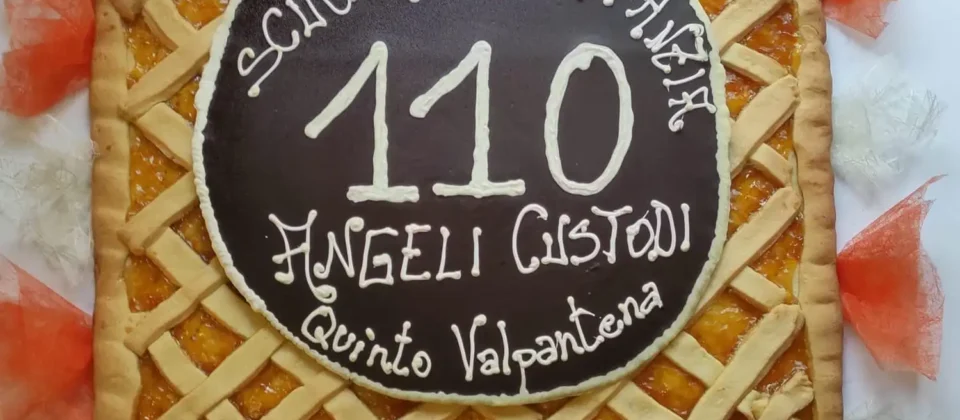 110
ANGELI CUSTODI
Quinto Valpantena